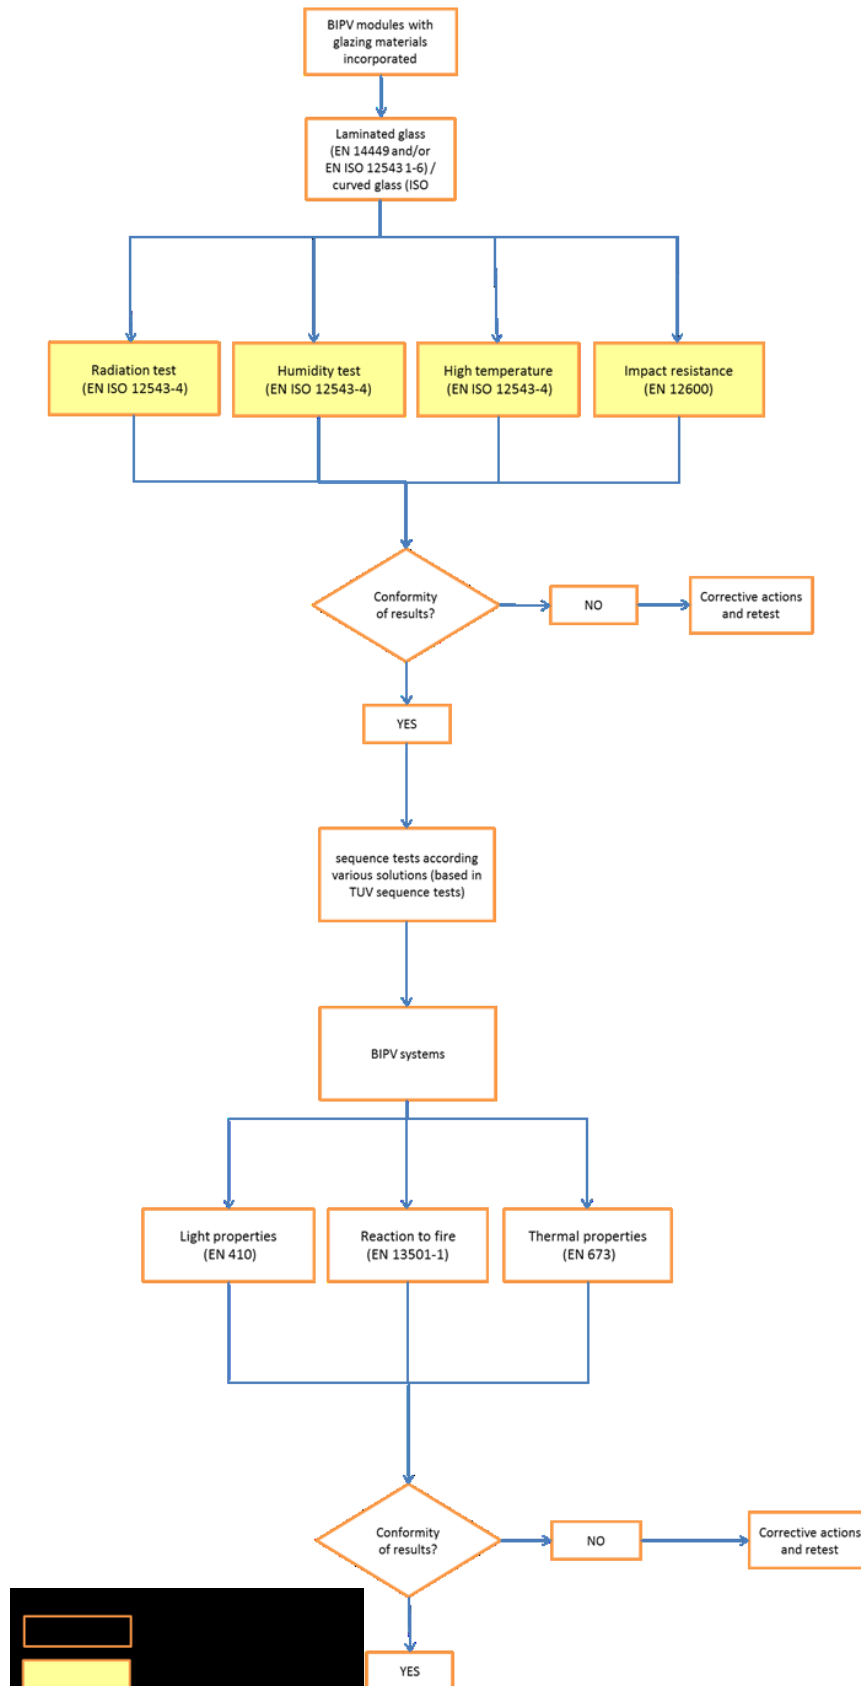 BIPV modules with
glazing materials
incorporated
Laminated glass
(EN 14449 and/or
EN ISO 12543 1-6) /
curved glass (ISO
Radiation test
(EN ISO 12543-4)
Humidity test
(EN ISO 12543-4)
High temperature
(EN ISO 12543-4)
Impact resistance
(EN 12600)
Conformity
of results?
NO
Corrective actions
and retest
YES
sequence tests according
various solutions (based in
TUV sequence tests)
BIPV systems
Light properties
(EN 410)
Reaction to fire
(EN 13501-1)
Thermal properties
(EN 673)
Conformity
of results?
NO
Corrective actions
and retest
YES